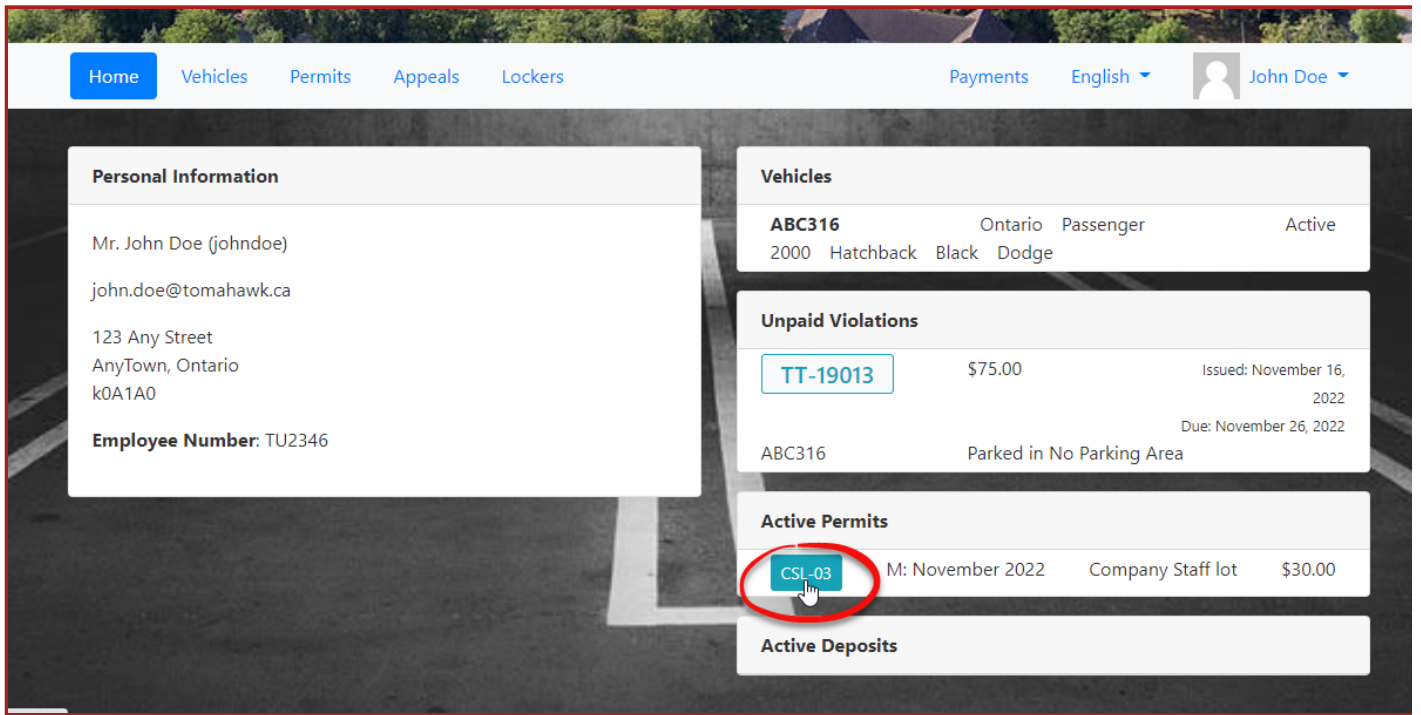 Home Vehicles Permits Appeals Lockers Payments English John Doe
Personal Information
Mr. John Doe (johndoe)
john.doe@tomahawk.ca
123 Any Street
AnyTown, Ontario
k0A1A0
Employee Number: TU2346
Vehicles
ABC316 Ontario Passenger Active
2000 Hatchback Black Dodge
Unpaid Violations
TT-19013 $75.00 Issued: November 16,
2022
Due: November 26, 2022
ABC316 Parked in No Parking Area
Active Permits
CSL-03 M: November 2022 Company Staff lot $30.00
Active Deposits